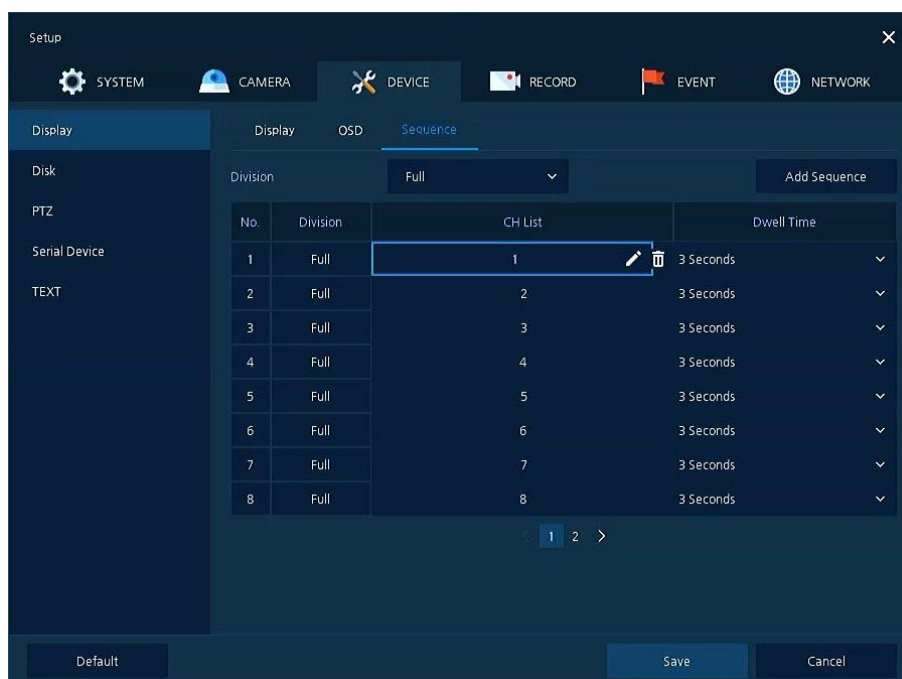 Setup
SYSTEM CAMERA DEVICE RECORD EVENT NETWORK
Display Display OSD Sequence
Disk Division Full Add Sequence
PTZ No. Division CH List Dwell Time
Serial Device 1 Full 1 3 Seconds
TEXT 2 Full 2 3 Seconds
3 Full 3 3 Seconds
4 Full 4 3 Seconds
5 Full 5 3 Seconds
6 Full 6 3 Seconds
7 Full 7 3 Seconds
8 Full 8 3 Seconds
1 2
Default Save Cancel